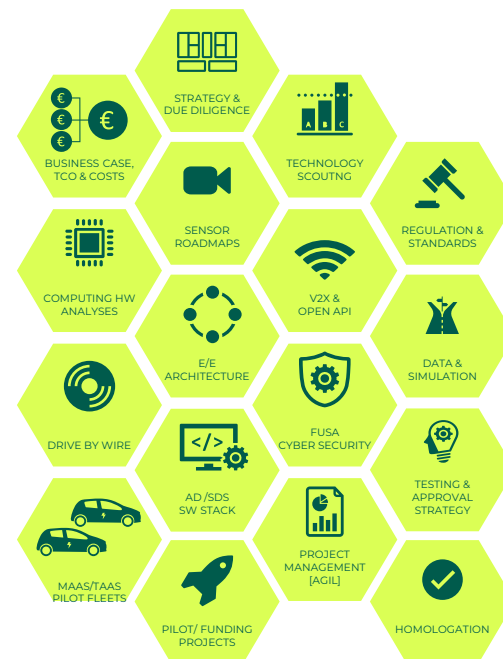 STRATEGY &
DUE DILIGENCE
€
€
€
€
BUSINESS CASE,
TCO & COSTS
A B C
TECHNOLOGY
SCOUTNG
SENSOR
ROADMAPS
REGULATION &
STANDARDS
COMPUTING HW
ANALYSES
V2X &
OPEN API
E/E
ARCHITECTURE
DATA &
SIMULATION
DRIVE BY WIRE
FUSA
CYBER SECURITY
</>
AD /SDS
SW STACK
TESTING &
APPROVAL
STRATEGY
MAAS/TAAS
PILOT FLEETS
PROJECT
MANAGEMENT
[AGIL]
PILOT/ FUNDING
PROJECTS
HOMOLOGATION